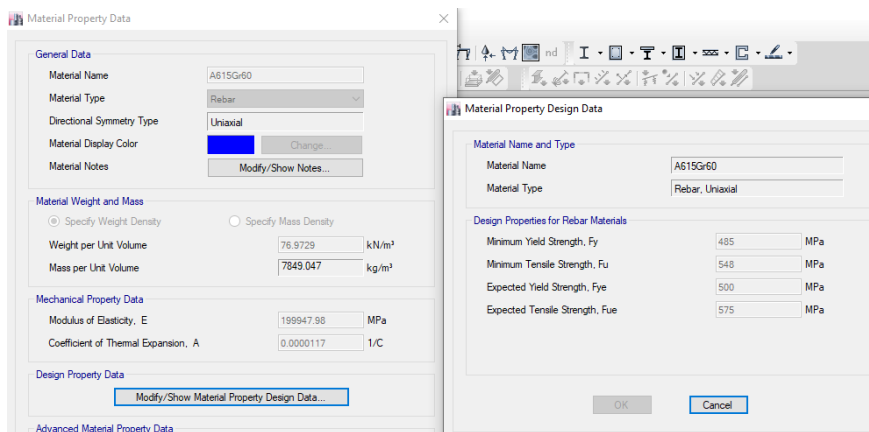 Material Property Data
General Data
Material Name A615Gr60
Material Type Rebar
Directional Symmetry Type Uniaxial
Material Display Color Change...
Material Notes Modify/Show Notes...
Material Weight and Mass
Specify Weight Density Specify Mass Density
Weight per Unit Volume 76.9729 kN/m³
Mass per Unit Volume 7849.047 kg/m³
Mechanical Property Data
Modulus of Elasticity, E 199947.98 MPa
Coefficient of Thermal Expansion, A 0.0000117 1/C
Design Property Data
Modify/Show Material Property Design Data...
Advanced Material Property Data
nd
Material Property Design Data
Material Name and Type
Material Name A615Gr60
Material Type Rebar, Uniaxial
Design Properties for Rebar Materials
Minimum Yield Strength, Fy 485 MPa
Minimum Tensile Strength, Fu 548 MPa
Expected Yield Strength, Fye 500 MPa
Expected Tensile Strength, Fue 575 MPa
OK Cancel